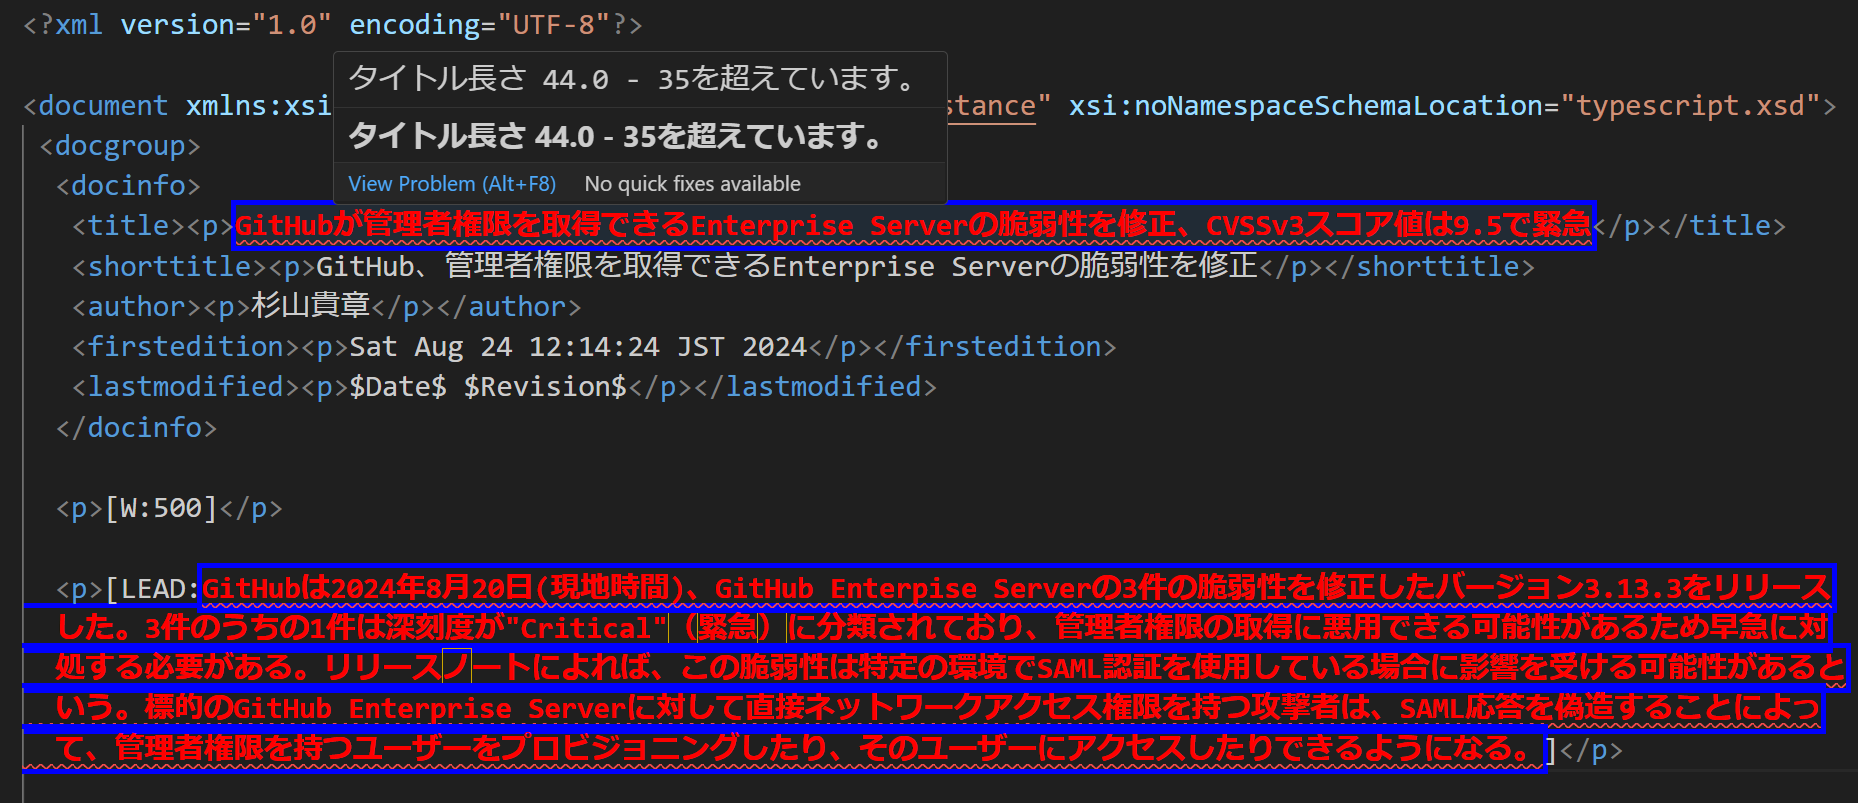 <?xml version="1.0" encoding="UTF-8"?>
タイトル長さ 44.0 - 35を超えています。
<document xmlns:xsi stance" xsi:noNamespaceSchemaLocation="typescript.xsd">
タイトル長さ 44.0 - 35を超えています。
<docgroup>
<docinfo>
View Problem (Alt+F8) No quick fixes available
<title><p>GitHubが管理者権限を取得できるEnterprise Serverの脆弱性を修正、CVSSv3スコア値は9.5で緊急</p></title>
<shorttitle><p>GitHub、管理者権限を取得できるEnterprise Serverの脆弱性を修正</p></shorttitle>
<author><p>杉山貴章</p></author>
<firstedition><p>Sat Aug 24 12:14:24 JST 2024</p></firstedition>
<lastmodified><p>$Date$ $Revision$</p></lastmodified>
</docinfo>
<p>[W:500]</p>
<p>[LEAD:GitHubは2024年8月20日(現地時間)、GitHub Enterpise Serverの3件の脆弱性を修正したバージョン3.13.3をリリース
した。3件のうちの1件は深刻度が"Critical"（緊急）に分類されており、管理者権限の取得に悪用できる可能性があるため早急に対
処する必要がある。リリースノートによれば、この脆弱性は特定の環境でSAML認証を使用している場合に影響を受ける可能性があると
いう。標的のGitHub Enterprise Serverに対して直接ネットワークアクセス権限を持つ攻撃者は、SAML応答を偽造することによっ
て、管理者権限を持つユーザーをプロビジョニングしたり、そのユーザーにアクセスしたりできるようになる。]</p>